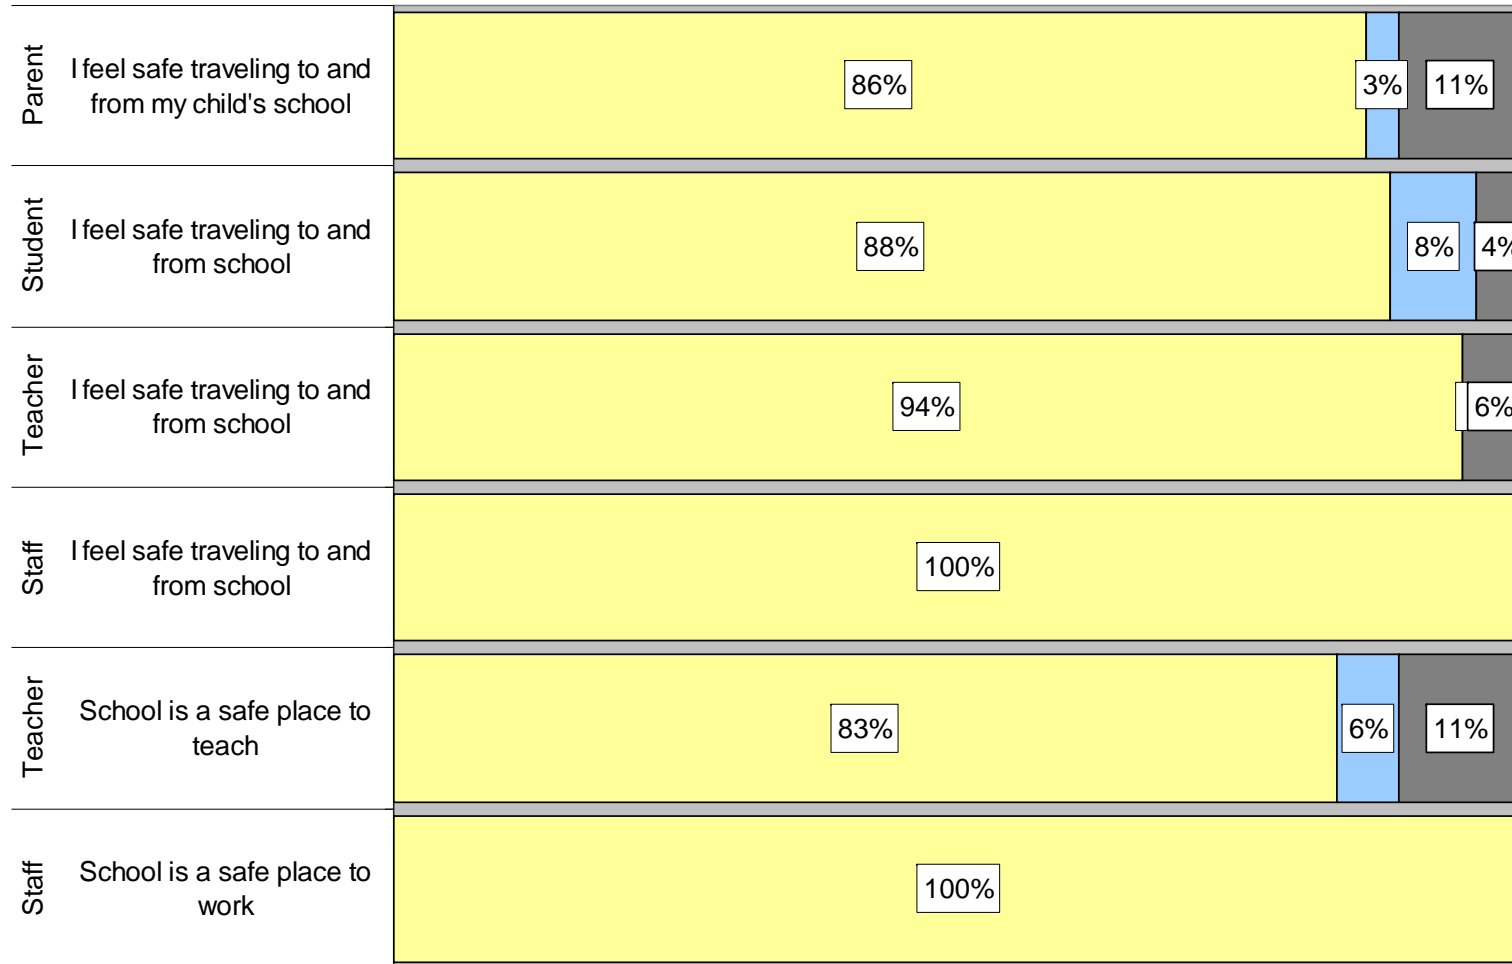 Parent
I feel safe traveling to and
from my child's school
86%
3%
11%
Student
I feel safe traveling to and
from school
88%
8%
4%
Teacher
I feel safe traveling to and
from school
94%
6%
Staff
I feel safe traveling to and
from school
100%
Teacher
School is a safe place to
teach
83%
6%
11%
Staff
School is a safe place to
work
100%